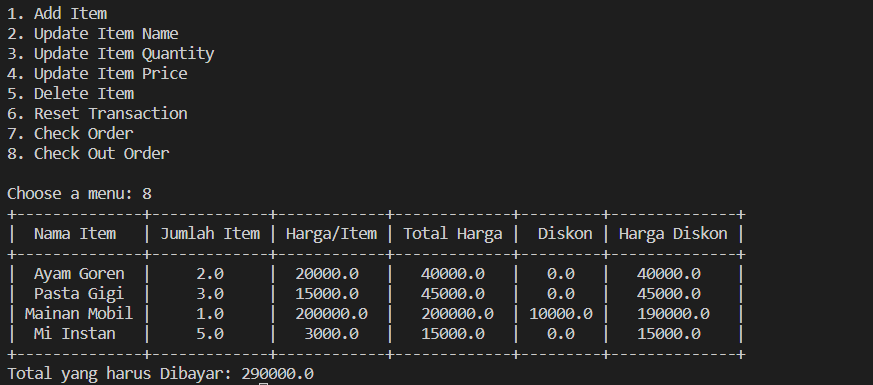 1. Add Item
2. Update Item Name
3. Update Item Quantity
4. Update Item Price
5. Delete Item
6. Reset Transaction
7. Check Order
8. Check Out Order
Choose a menu: 8
+--------------+-------------+------------+-------------+---------+--------------+
|  Nama Item   | Jumlah Item | Harga/Item | Total Harga |  Diskon | Harga Diskon |
+--------------+-------------+------------+-------------+---------+--------------+
|  Ayam Goren  |     2.0     |  20000.0   |   40000.0   |   0.0   |   40000.0    |
|  Pasta Gigi  |     3.0     |  15000.0   |   45000.0   |   0.0   |   45000.0    |
| Mainan Mobil |     1.0     |  200000.0  |   200000.0  | 10000.0 |   190000.0   |
|  Mi Instan   |     5.0     |   3000.0   |   15000.0   |   0.0   |   15000.0    |
+--------------+-------------+------------+-------------+---------+--------------+
Total yang harus Dibayar: 290000.0